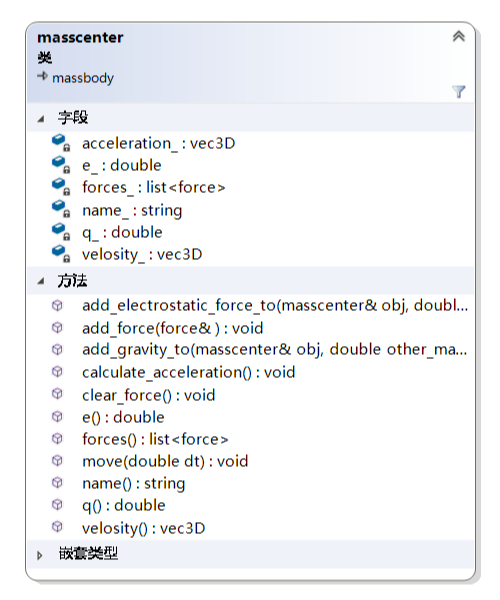 masscenter
类
massbody
字段
acceleration_ : vec3D
e_ : double
forces_ : list<force>
name_ : string
q_ : double
velosity_ : vec3D
方法
add_electrostatic_force_to(masscenter& obj, doubl...
add_force(force& ) : void
add_gravity_to(masscenter& obj, double other_ma...
calculate_acceleration() : void
clear_force() : void
e() : double
forces() : list<force>
move(double dt) : void
name() : string
q() : double
velosity() : vec3D
嵌套类型